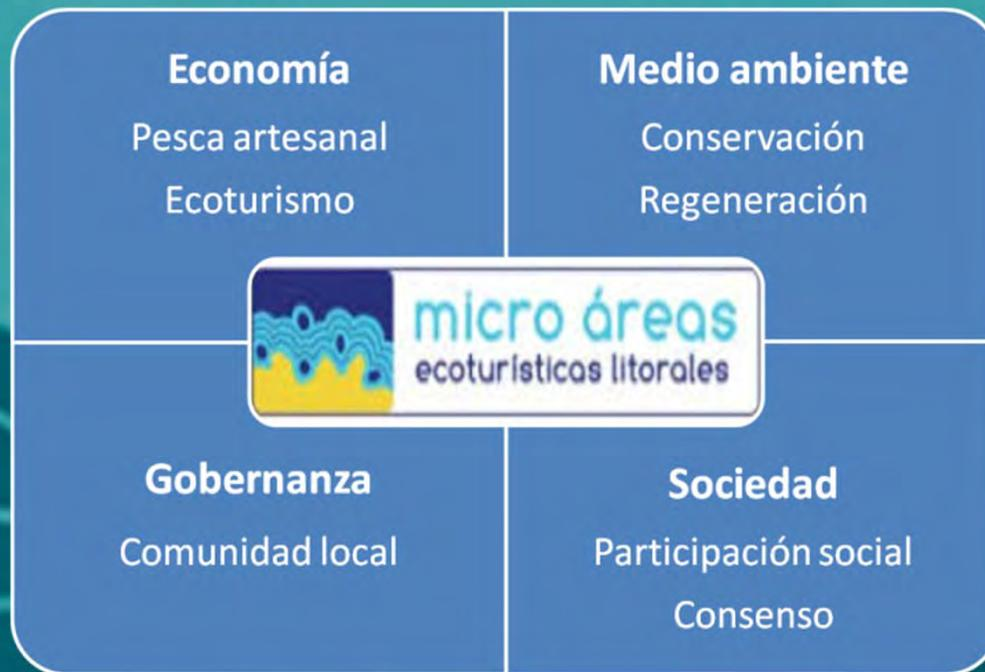 Economía
Pesca artesanal
Ecoturismo
Medio ambiente
Conservación
Regeneración
micro áreas
ecoturísticas litorales
Gobernanza
Comunidad local
Sociedad
Participación social
Consenso